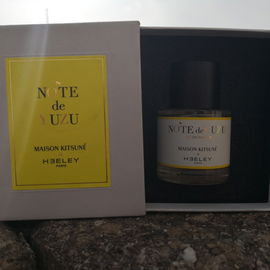 NOTE
de
YUZU
MAISON KITSUNÉ
HEELEY
PARIS
NOTE de YUZU
MAISON KITSUNÉ
HEELEY